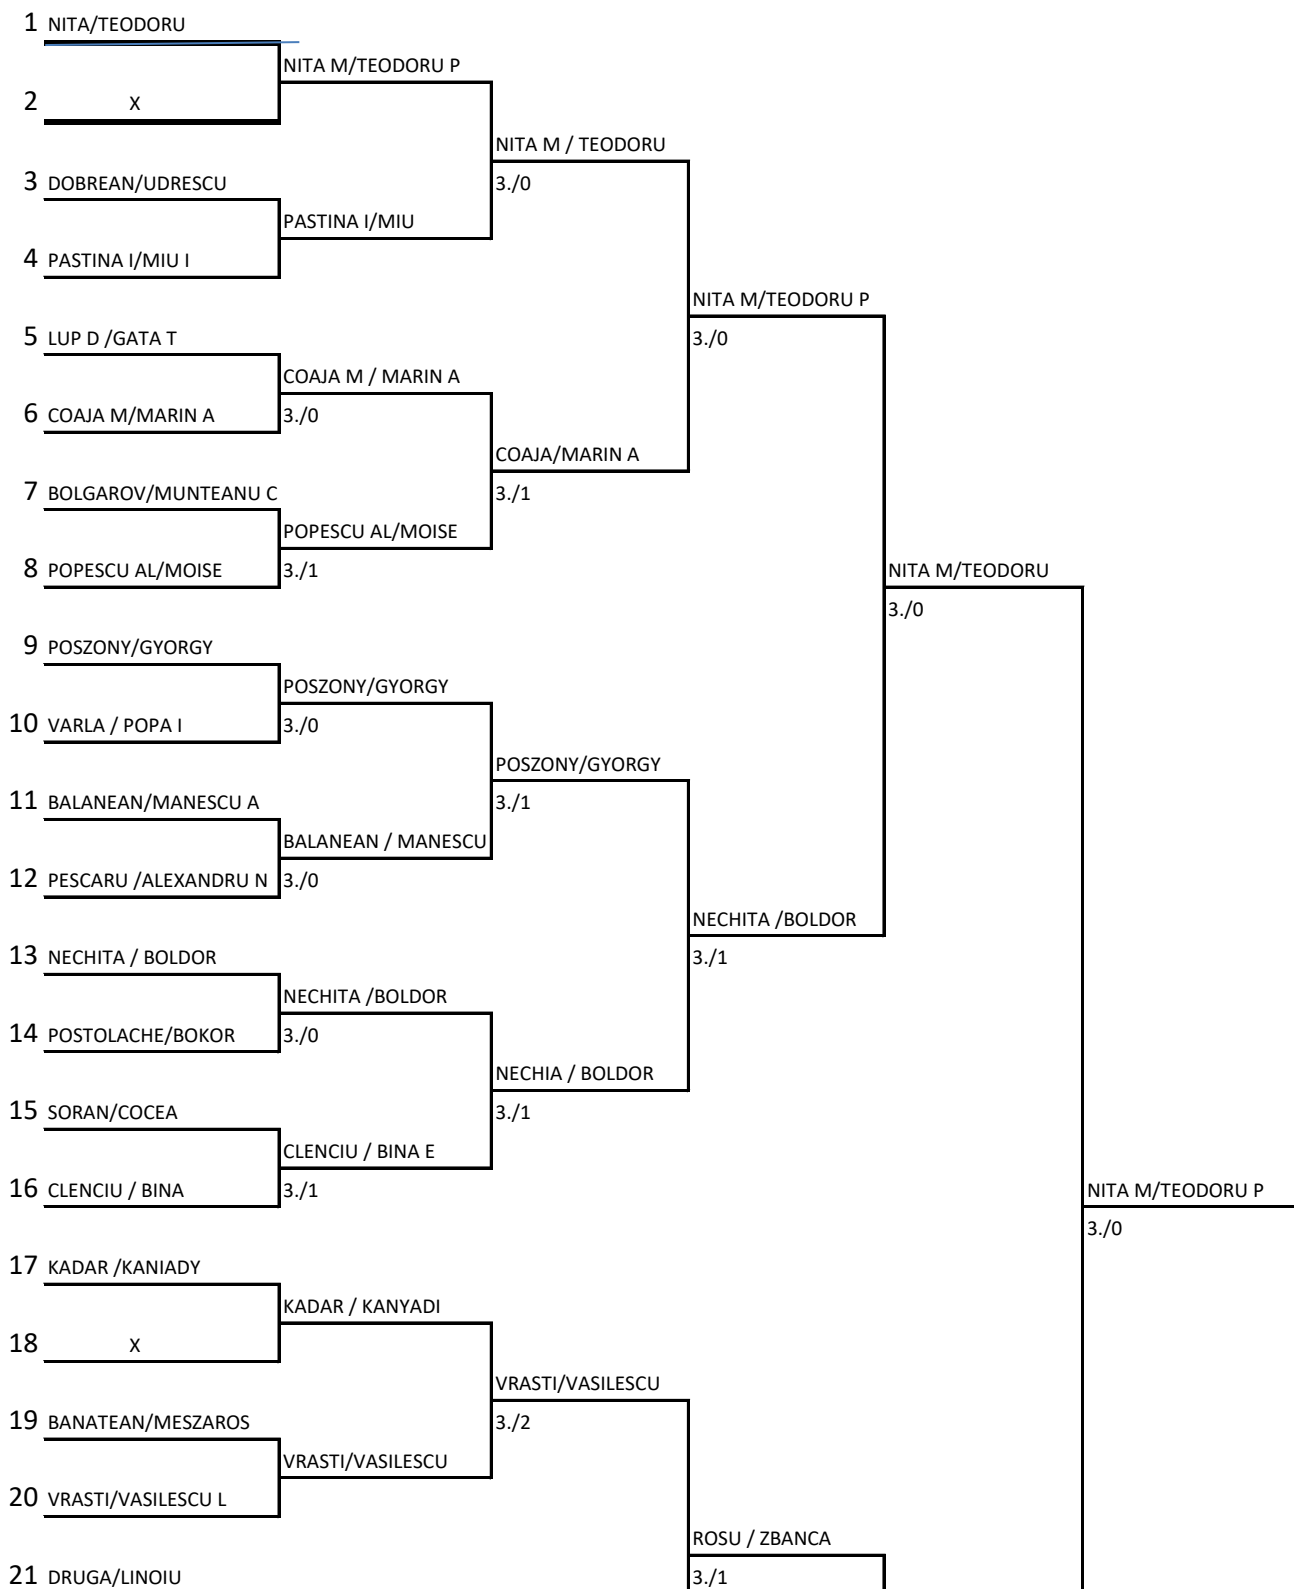 1 NITA/TEODORU
NITA M/TEODORU P
2 X
NITA M / TEODORU
3 DOBREAN/UDRESCU 3./0
PASTINA I/MIU
4 PASTINA I/MIU I
NITA M/TEODORU P
5 LUP D /GATA T 3./0
COAJA M / MARIN A
6 COAJA M/MARIN A 3./0
COAJA/MARIN A
7 BOLGAROV/MUNTEANU C 3./1
POPESCU AL/MOISE
8 POPESCU AL/MOISE 3./1 NITA M/TEODORU
3./0
9 POSZONY/GYORGY
POSZONY/GYORGY
10 VARLA / POPA I 3./0
POSZONY/GYORGY
11 BALANEAN/MANESCU A 3./1
BALANEAN / MANESCU
12 PESCARU /ALEXANDRU N 3./0
NECHITA /BOLDOR
13 NECHITA / BOLDOR 3./1
NECHITA /BOLDOR
14 POSTOLACHE/BOKOR 3./0
NECHIA / BOLDOR
15 SORAN/COCEA 3./1
CLENCIU / BINA E
16 CLENCIU / BINA 3./1 NITA M/TEODORU P
3./0
17 KADAR /KANIADY
KADAR / KANYADI
18 X
VRASTI/VASILESCU
19 BANATEAN/MESZAROS 3./2
VRASTI/VASILESCU
20 VRASTI/VASILESCU L
ROSU / ZBANCA
21 DRUGA/LINOIU 3./1